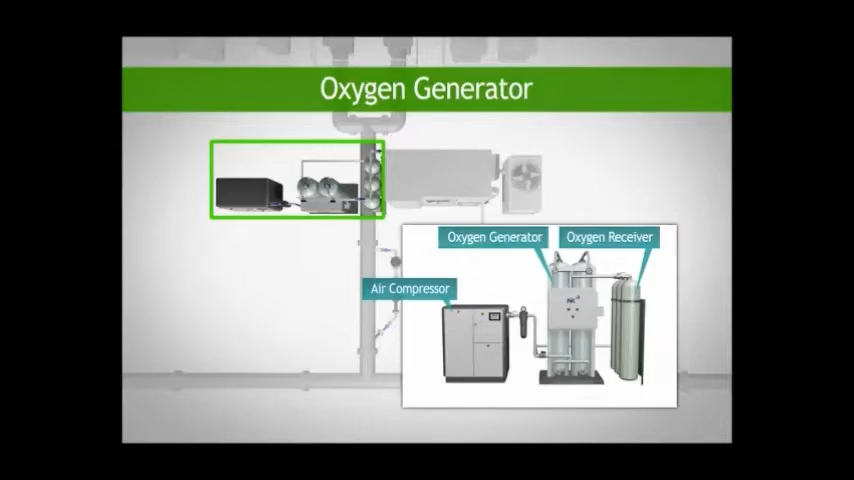 Oxygen Generator
Oxygen Generator
Oxygen Receiver
Air Compressor